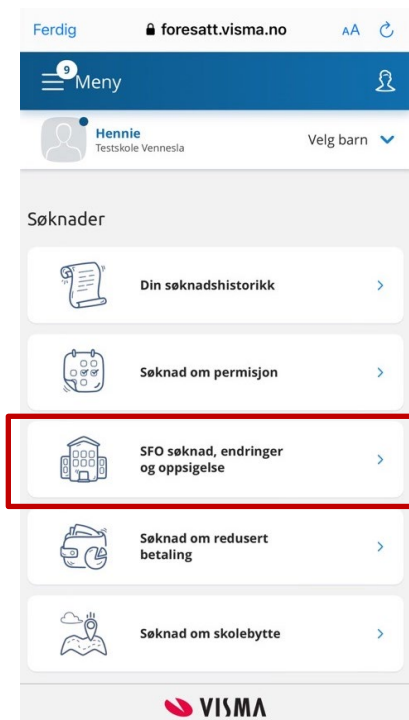 Ferdig foresatt.visma.no AA
9
Meny
Hennie
Testskole Vennesla
Velg barn
Søknader
Din søknadshistorikk
Søknad om permisjon
SFO søknad, endringer
og oppsigelse
Søknad om redusert
betaling
Søknad om skolebytte
VISMA